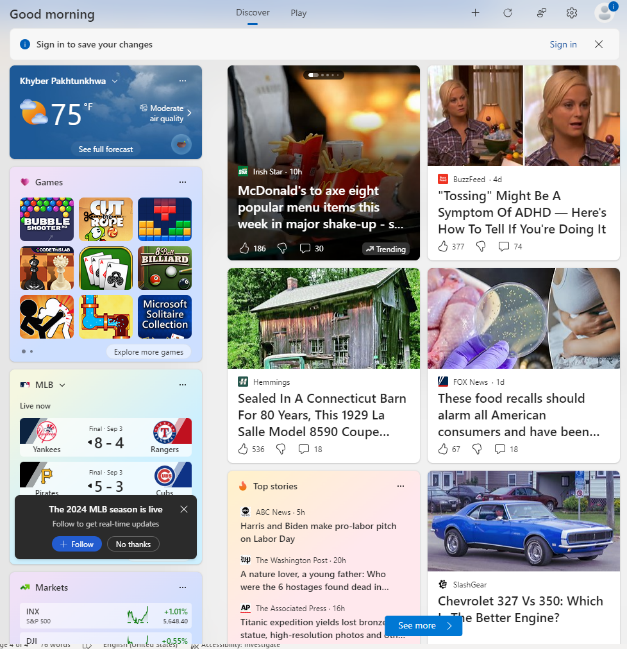 Good morning
Discover
Play
Sign in to save your changes
Sign in
Khyber Pakhtunkhwa
75 °F
Moderate
air quality
See full forecast
Games
BUBBLE
SHOOTER
CUT
THE
ROPE
CHESS
8-Ball
BILLIARD
Microsoft
Solitaire
Collection
Explore more games
MLB
Live now
Final · Sep 3
8 - 4
Yankees
Rangers
Final · Sep 3
5 - 3
Pirates
Cubs
The 2024 MLB season is live
Follow to get real-time updates
+ Follow
No thanks
Markets
INX
S&P 500
+1.01%
5,648.40
DJI
+0.55%
Irish Star · 10h
McDonald's to axe eight
popular menu items this
week in major shake-up - s...
186
30
Trending
BuzzFeed · 4d
"Tossing" Might Be A
Symptom Of ADHD — Here's
How To Tell If You're Doing It
377
74
Hemmings
Sealed In A Connecticut Barn
For 80 Years, This 1929 La
Salle Model 8590 Coupe...
536
18
FOX News · 1d
These food recalls should
alarm all American
consumers and have been...
67
18
Top stories
ABC News · 5h
Harris and Biden make pro-labor pitch
on Labor Day
The Washington Post · 20h
A nature lover, a young father: Who
were the 6 hostages found dead in...
AP
The Associated Press · 16h
Titanic expedition yields lost bronze
statue, high-resolution photos and
SlashGear
Chevrolet 327 Vs 350: Which
Is The Better Engine?
See more
Page 4 of 4
76 words
English (United States)
Accessibility: Investigate